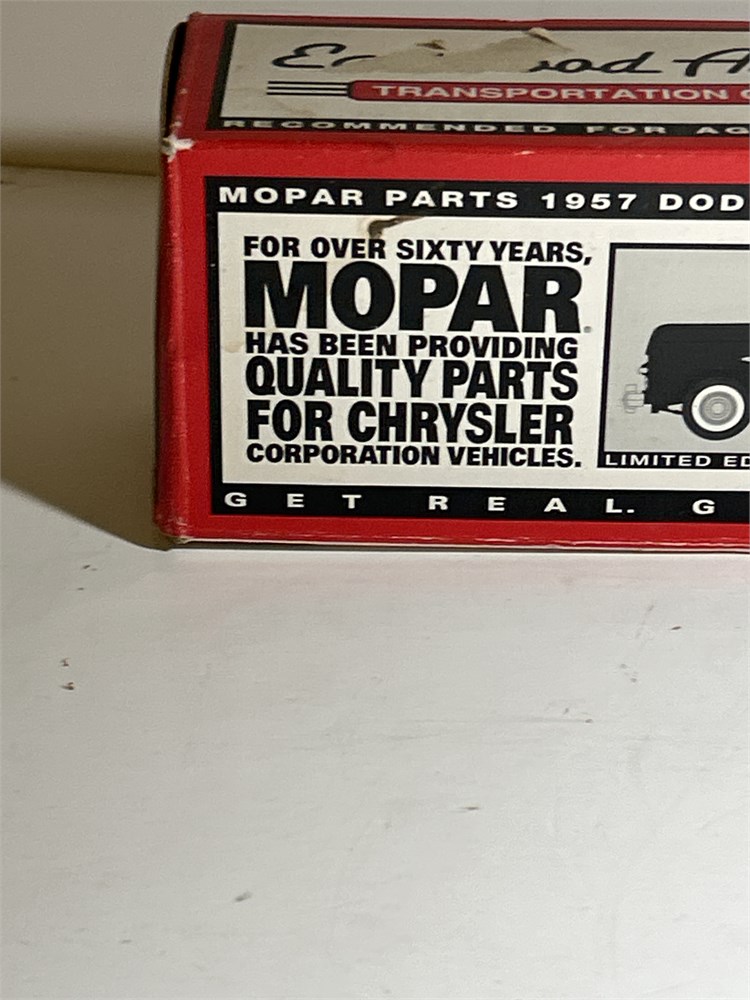 TRANSPORTATION
RECOMMENDED FOR
MOPAR PARTS 1957 DOD
FOR OVER SIXTY YEARS,
MOPAR
HAS BEEN PROVIDING
QUALITY PARTS
FOR CHRYSLER
CORPORATION VEHICLES.
LIMITED ED
GET REAL. G